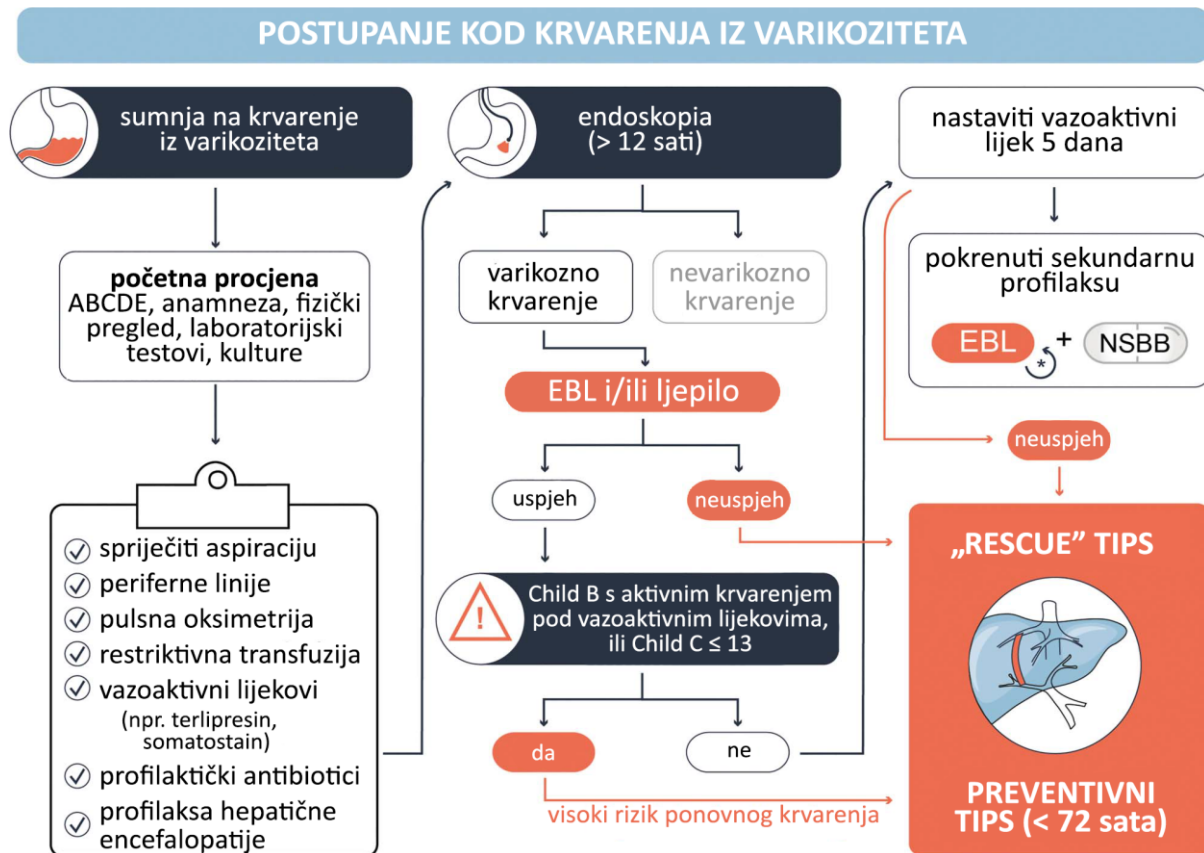 POSTUPANJE KOD KRVARENJA IZ VARIKOZITETA
sumnja na krvarenje
iz varikoziteta
početna procjena
ABCDE, anamneza, fizički
pregled, laboratorijski
testovi, kulture
spriječiti aspiraciju
periferne linije
pulsna oksimetrija
restriktivna transfuzija
vazoaktivni lijekovi
(npr. terlipresin,
somatostain)
profilaktički antibiotici
profilaksa hepatične
encefalopatije
endoskopia
(> 12 sati)
varikozno
krvarenje
nevarikozno
krvarenje
EBL i/ili ljepilo
uspjeh
neuspjeh
!
Child B s aktivnim krvarenjem
pod vazoaktivnim lijekovima,
ili Child C ≤ 13
da
ne
visoki rizik ponovnog krvarenja
nastaviti vazoaktivni
lijek 5 dana
pokrenuti sekundarnu
profilaksu
EBL * + NSBB
neuspjeh
„RESCUE” TIPS
PREVENTIVNI
TIPS (< 72 sata)